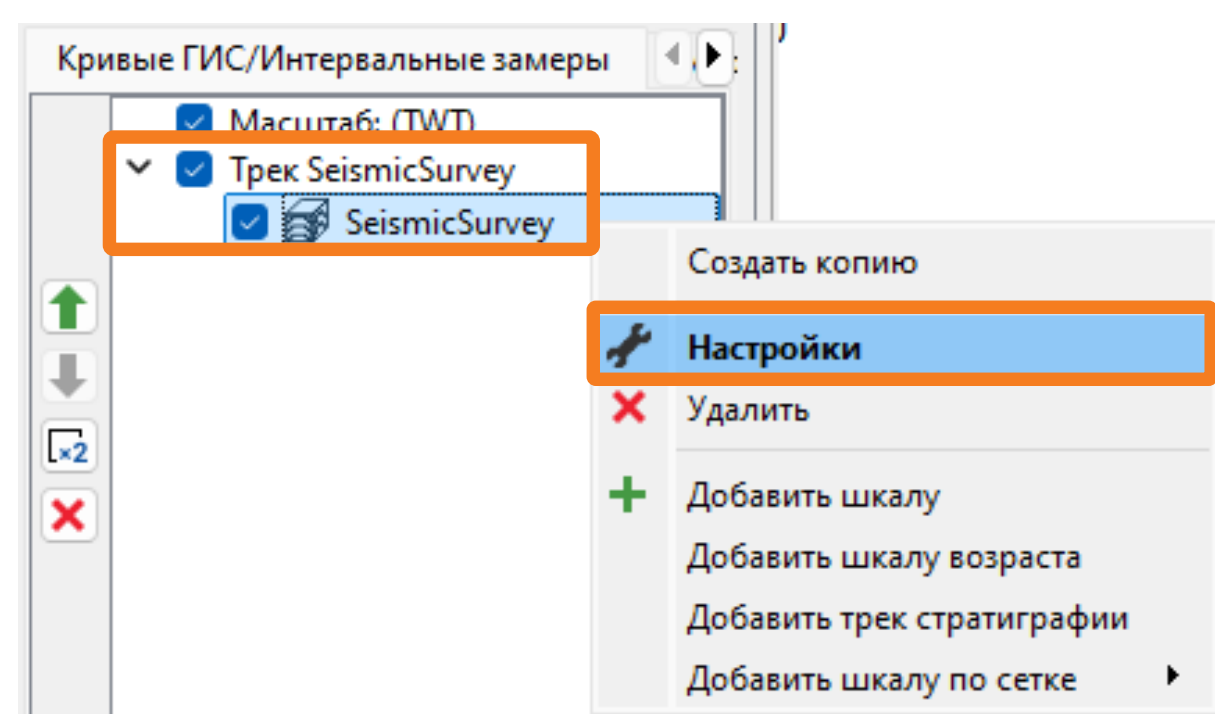 Кривые ГИС/Интервальные замеры
Масштаб: (TWT)
Трек SeismicSurvey
SeismicSurvey
Создать копию
Настройки
Удалить
×2
Добавить шкалу
Добавить шкалу возраста
Добавить трек стратиграфии
Добавить шкалу по сетке